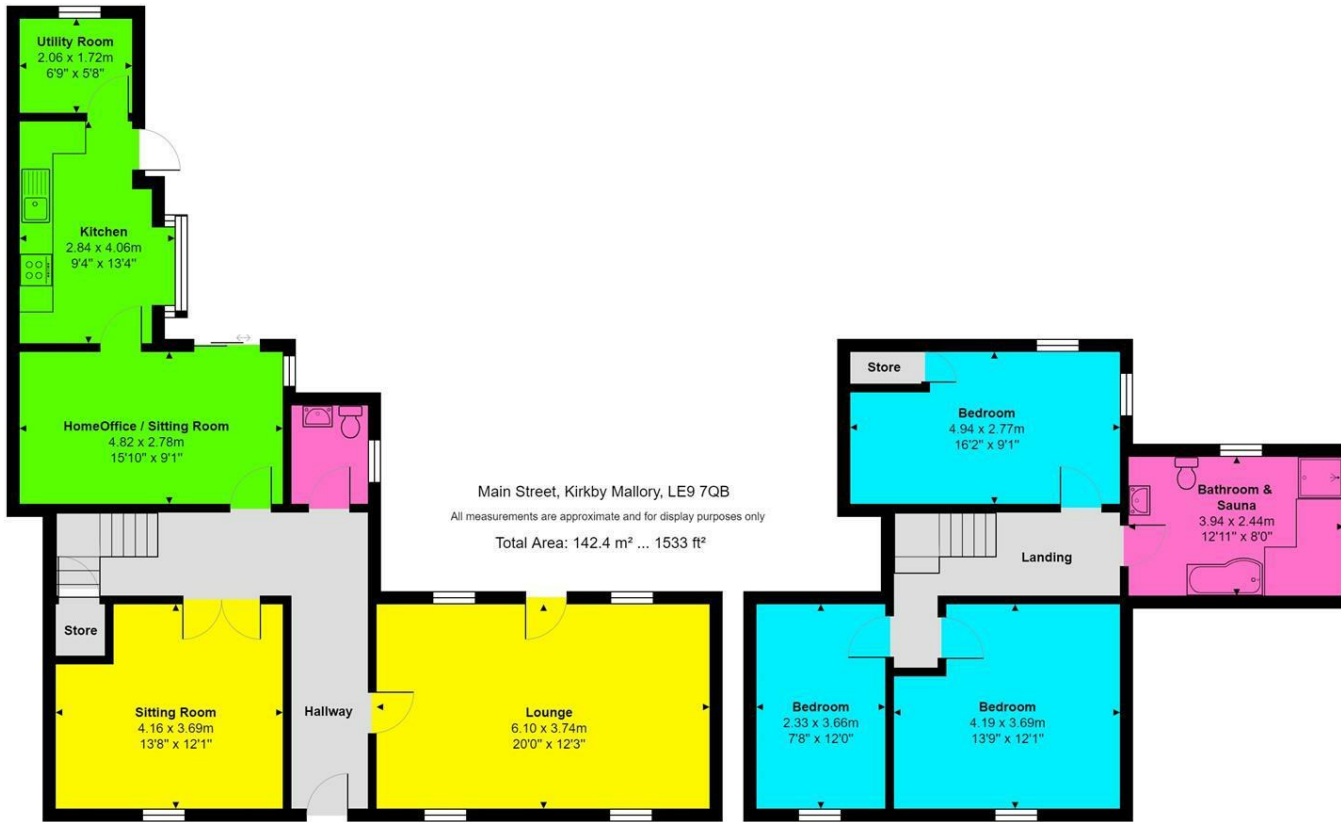 Utility Room
2.06 x 1.72m
6'9" x 5'8"
Kitchen
2.84 x 4.06m
9'4" x 13'4"
HomeOffice / Sitting Room
4.82 x 2.78m
15'10" x 9'1"
Store
Sitting Room
4.16 x 3.69m
13'8" x 12'1"
Hallway
Lounge
6.10 x 3.74m
20'0" x 12'3"
Main Street, Kirkby Mallory, LE9 7QB
All measurements are approximate and for display purposes only
Total Area: 142.4 m² ... 1533 ft²
Store
Bedroom
4.94 x 2.77m
16'2" x 9'1"
Bathroom &
Sauna
3.94 x 2.44m
12'11" x 8'0"
Landing
Bedroom
2.33 x 3.66m
7'8" x 12'0"
Bedroom
4.19 x 3.69m
13'9" x 12'1"